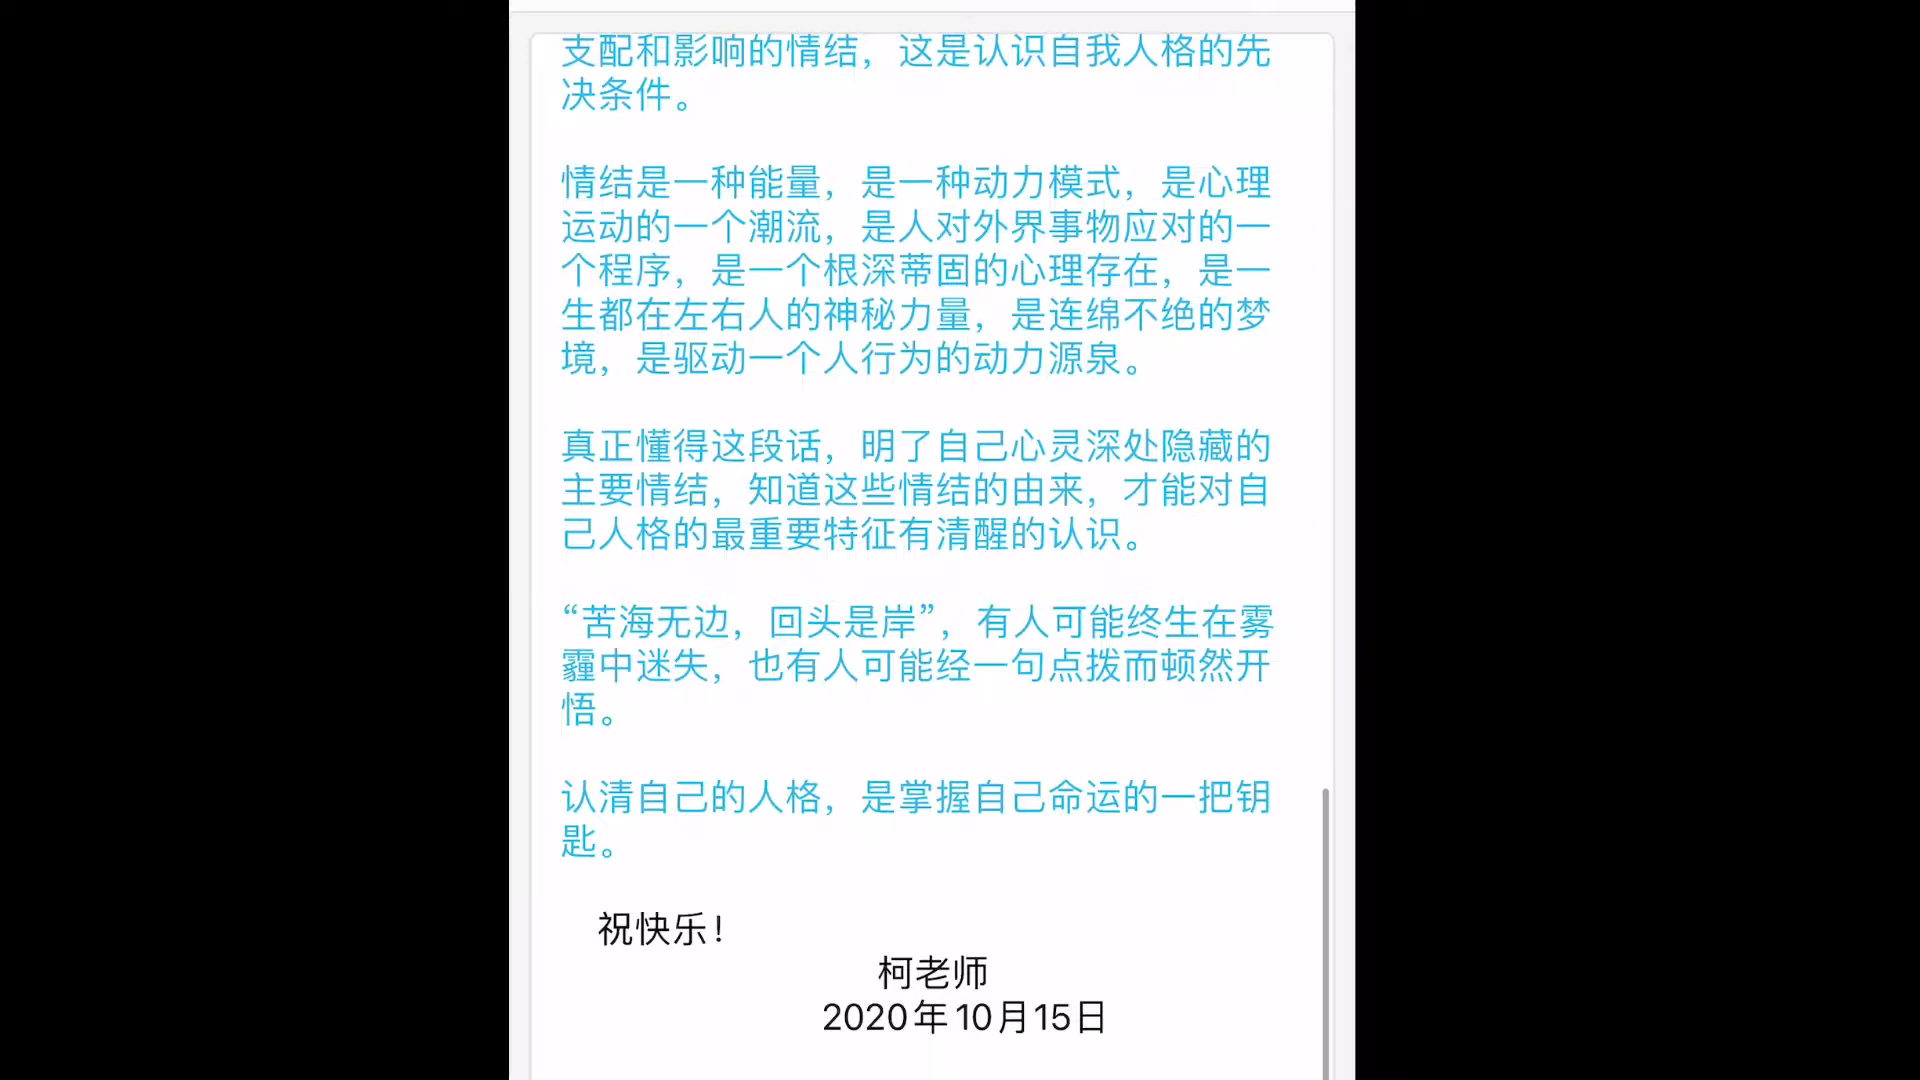 支配和影响的情结，这是认识自我人格的先
决条件。
情结是一种能量，是一种动力模式，是心理
运动的一个潮流，是人对外界事物应对的一
个程序，是一个根深蒂固的心理存在，是一
生都在左右人的神秘力量，是连绵不绝的梦
境，是驱动一个人行为的动力源泉。
真正懂得这段话，明了自己心灵深处隐藏的
主要情结，知道这些情结的由来，才能对自
己人格的最重要特征有清醒的认识。
“苦海无边，回头是岸”，有人可能终生在雾
霾中迷失，也有人可能经一句点拨而顿然开
悟。
认清自己的人格，是掌握自己命运的一把钥
匙。
祝快乐！
柯老师
2020年10月15日